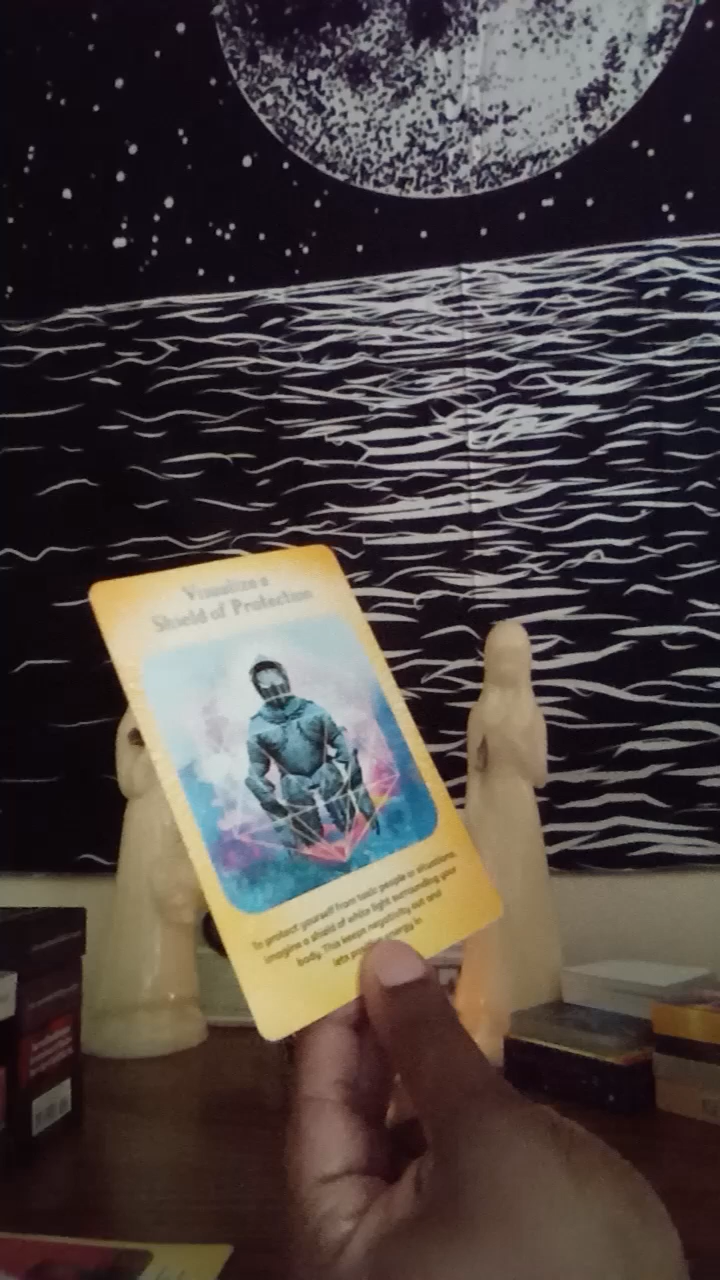 Visualize a
Shield of Protection
To protect yourself from toxic people or situations,
imagine a shield of white light surrounding your
body. This keeps negativity out and
lets positive energy in